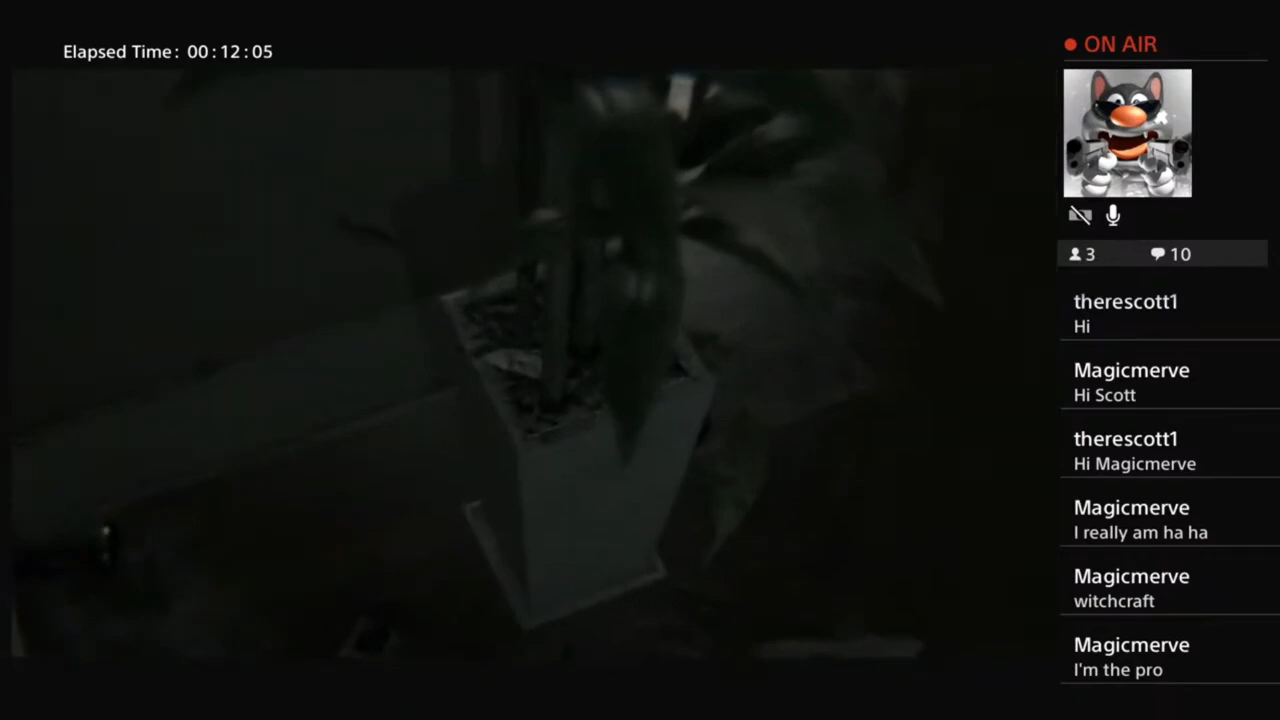 Elapsed Time: 00:12:05
ON AIR
3 10
therescott1
Hi
Magicmerve
Hi Scott
therescott1
Hi Magicmerve
Magicmerve
I really am ha ha
Magicmerve
witchcraft
Magicmerve
I'm the pro